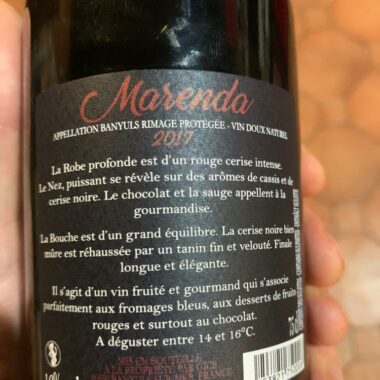 Marenda
APPELLATION BANYULS RIMAGE PROTÉGÉE - VIN DOUX NATUREL
2017
La Robe profonde est d'un rouge cerise intense.
Le Nez, puissant se révèle sur des arômes de cassis et de
cerise noire. Le chocolat et la sauge appellent à la
gourmandise.
La Bouche est d'un grand équilibre. La cerise noire bien
mûre est réhaussée par un tanin fin et velouté. Finale
longue et élégante.
Il s'agit d'un vin fruité et gourmand qui s'associe
parfaitement aux fromages bleus, aux desserts de fruits
rouges et surtout au chocolat.
A déguster entre 14 et 16°C.
MIS EN BOUTEILLE
À LA PROPRIÉTÉ PAR GICB